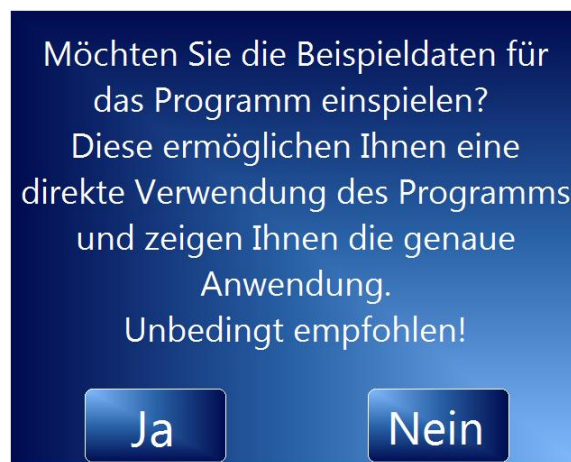 Möchten Sie die Beispieldaten für
das Programm einspielen?
Diese ermöglichen Ihnen eine
direkte Verwendung des Programms
und zeigen Ihnen die genaue
Anwendung.
Unbedingt empfohlen!
Ja
Nein